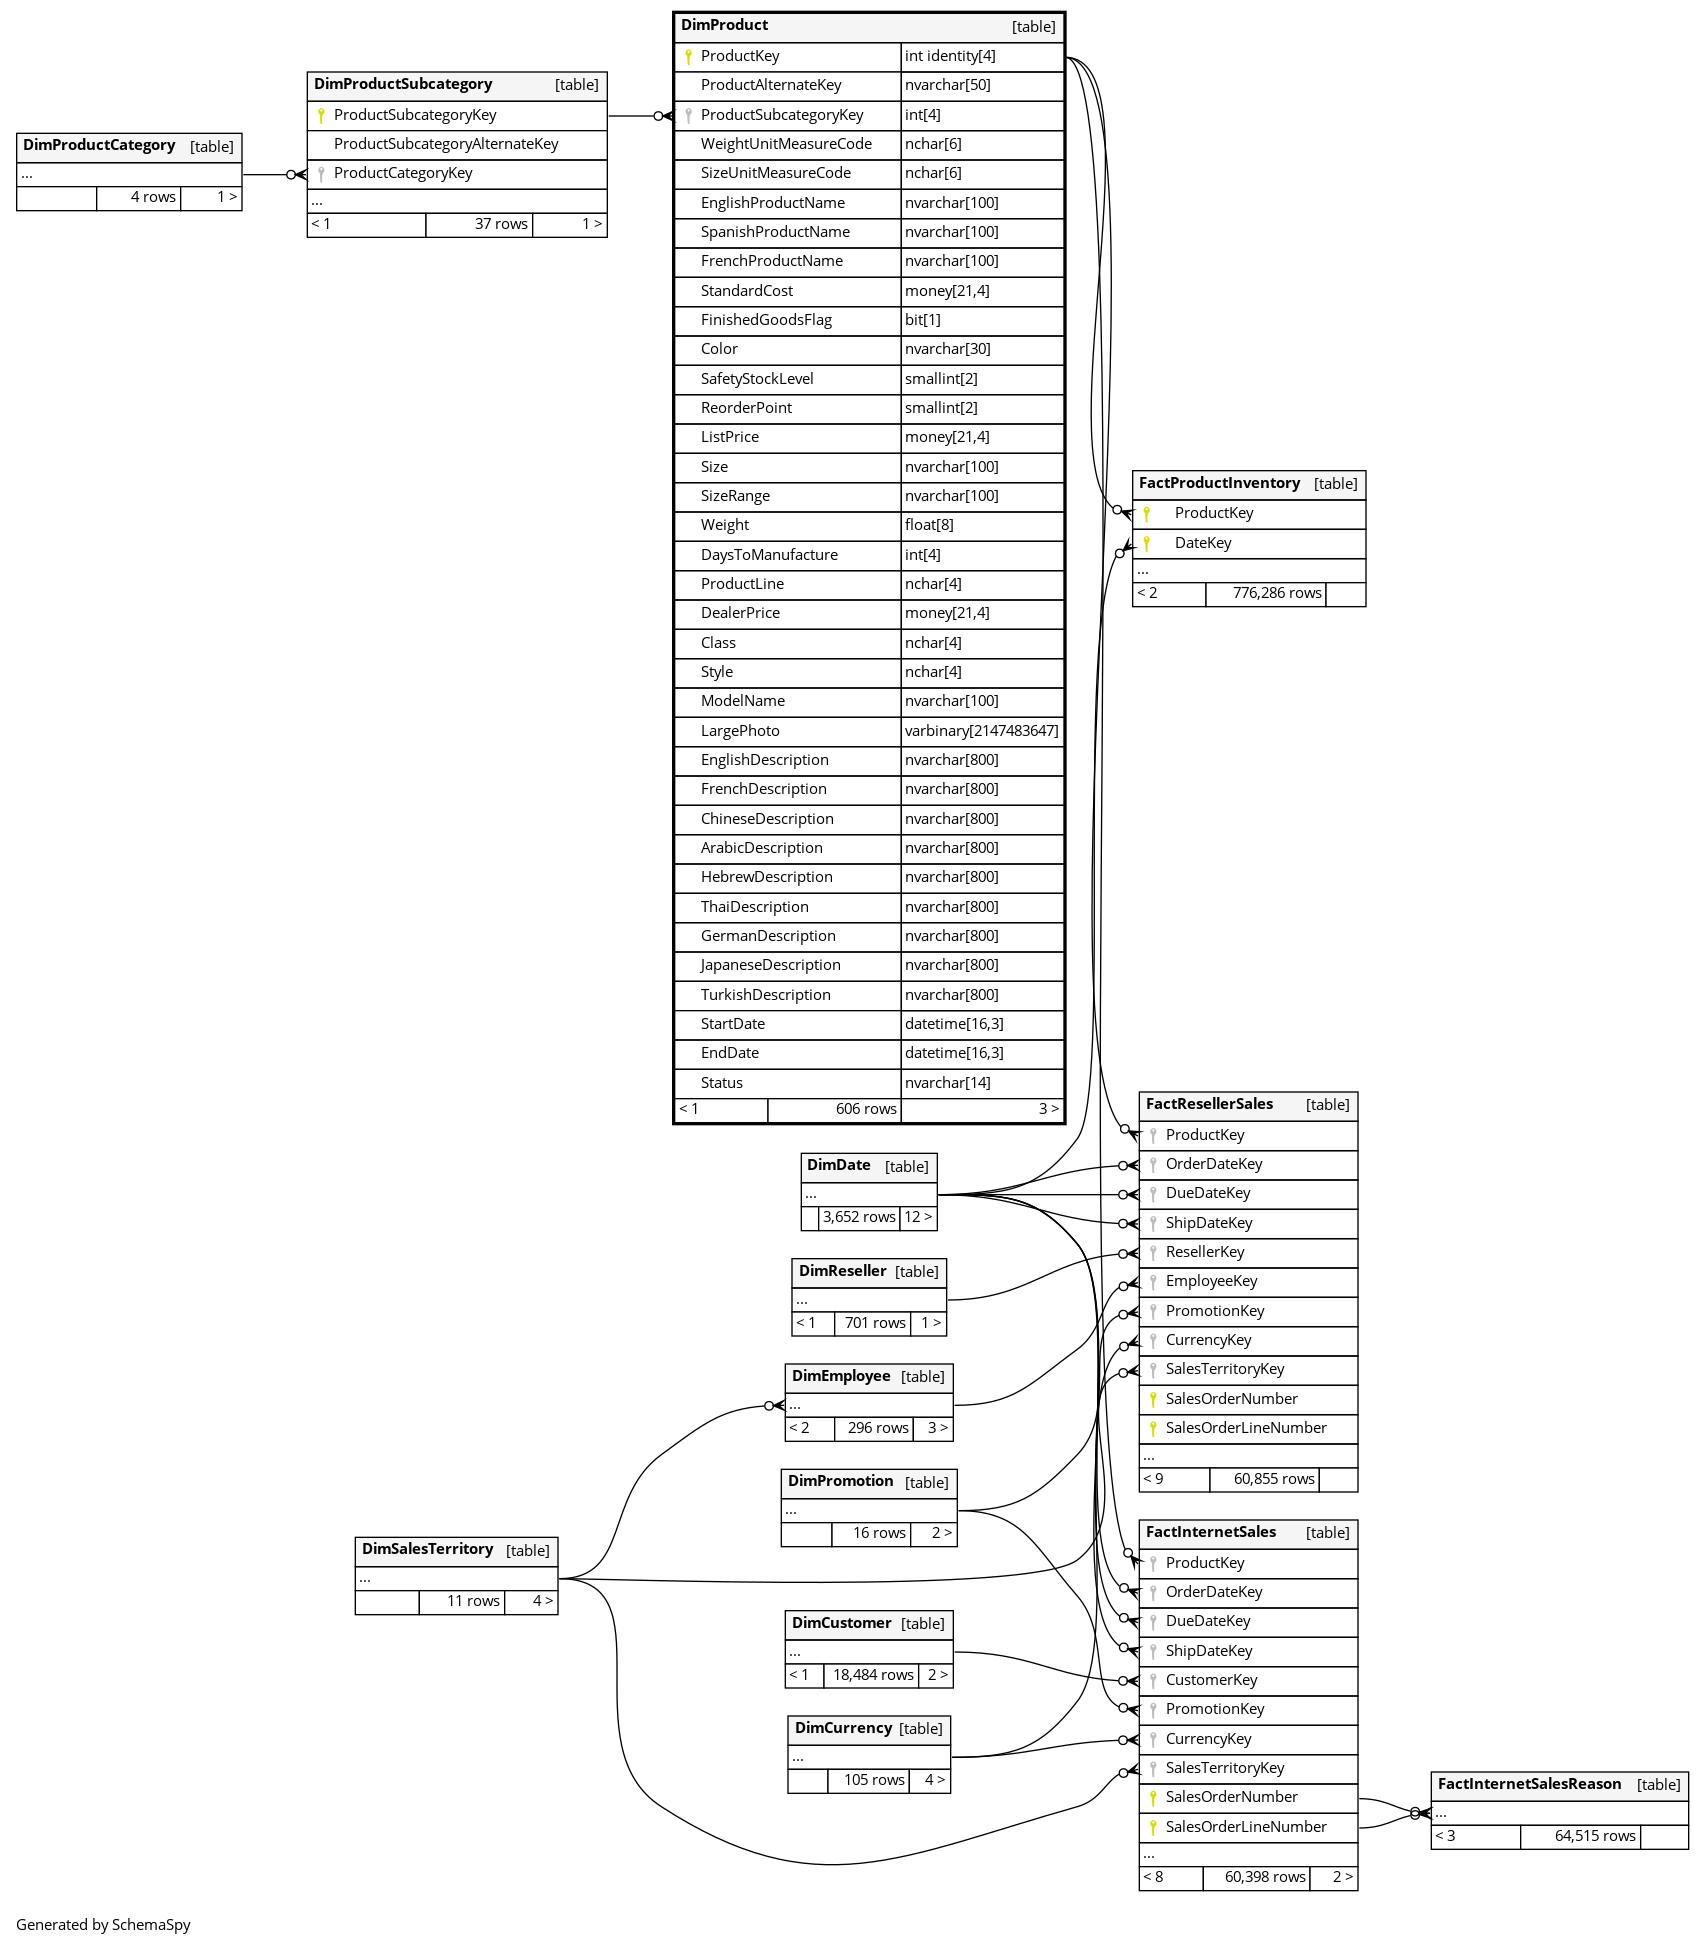 DimProductCategory [table]
...
4 rows 1 >
DimProductSubcategory [table]
ProductSubcategoryKey
ProductSubcategoryAlternateKey
ProductCategoryKey
...
< 1 37 rows 1 >
DimProduct [table]
ProductKey int identity[4]
ProductAlternateKey nvarchar[50]
ProductSubcategoryKey int[4]
WeightUnitMeasureCode nchar[6]
SizeUnitMeasureCode nchar[6]
EnglishProductName nvarchar[100]
SpanishProductName nvarchar[100]
FrenchProductName nvarchar[100]
StandardCost money[21,4]
FinishedGoodsFlag bit[1]
Color nvarchar[30]
SafetyStockLevel smallint[2]
ReorderPoint smallint[2]
ListPrice money[21,4]
Size nvarchar[100]
SizeRange nvarchar[100]
Weight float[8]
DaysToManufacture int[4]
ProductLine nchar[4]
DealerPrice money[21,4]
Class nchar[4]
Style nchar[4]
ModelName nvarchar[100]
LargePhoto varbinary[2147483647]
EnglishDescription nvarchar[800]
FrenchDescription nvarchar[800]
ChineseDescription nvarchar[800]
ArabicDescription nvarchar[800]
HebrewDescription nvarchar[800]
ThaiDescription nvarchar[800]
GermanDescription nvarchar[800]
JapaneseDescription nvarchar[800]
TurkishDescription nvarchar[800]
StartDate datetime[16,3]
EndDate datetime[16,3]
Status nvarchar[14]
< 1 606 rows 3 >
FactProductInventory [table]
ProductKey
DateKey
...
< 2 776,286 rows
DimDate [table]
...
3,652 rows 12 >
DimReseller [table]
...
< 1 701 rows 1 >
DimEmployee [table]
...
< 2 296 rows 3 >
DimPromotion [table]
...
16 rows 2 >
DimSalesTerritory [table]
...
11 rows 4 >
DimCustomer [table]
...
< 1 18,484 rows 2 >
DimCurrency [table]
...
105 rows 4 >
FactResellerSales [table]
ProductKey
OrderDateKey
DueDateKey
ShipDateKey
ResellerKey
EmployeeKey
PromotionKey
CurrencyKey
SalesTerritoryKey
SalesOrderNumber
SalesOrderLineNumber
...
< 9 60,855 rows
FactInternetSales [table]
ProductKey
OrderDateKey
DueDateKey
ShipDateKey
CustomerKey
PromotionKey
CurrencyKey
SalesTerritoryKey
SalesOrderNumber
SalesOrderLineNumber
...
< 8 60,398 rows 2 >
FactInternetSalesReason [table]
...
< 3 64,515 rows
Generated by SchemaSpy